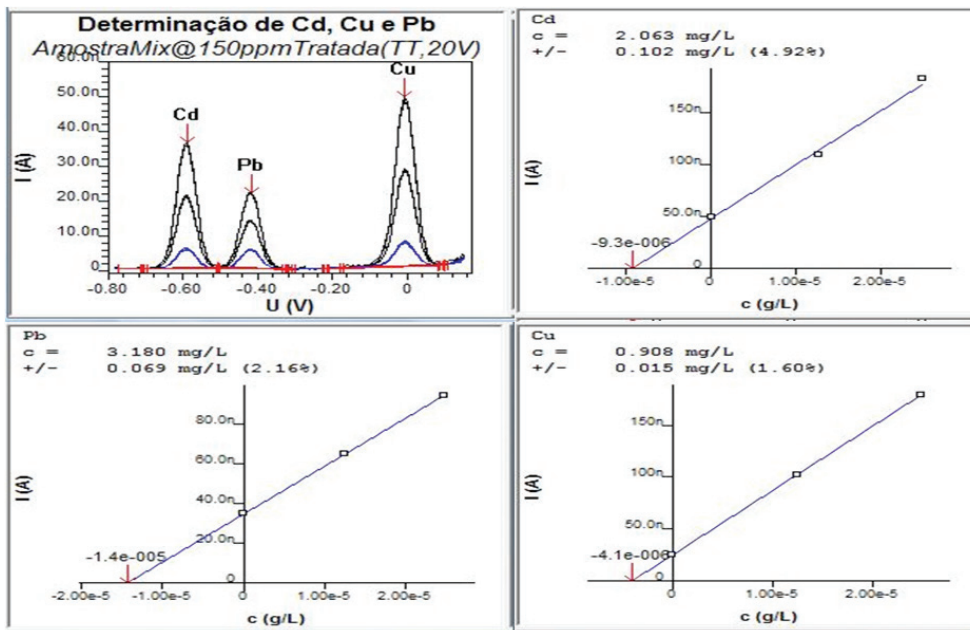 Determinação de Cd, Cu e Pb
AmostraMix@150ppmTratada(TT,20V)
60.0n
50.0n
40.0n
30.0n
20.0n
10.0n
0
I (A)
Cd
Pb
Cu
-0.80 -0.60 -0.40 -0.20 0
U (V)
Cd
c = 2.063 mg/L
+/- 0.102 mg/L (4.92%)
150n
100n
50.0n
0
I (A)
-9.3e-006
-1.00e-5 0 1.00e-5 2.00e-5
c (g/L)
Pb
c = 3.180 mg/L
+/- 0.069 mg/L (2.16%)
80.0n
60.0n
40.0n
20.0n
0
I (A)
-1.4e-005
-2.00e-5 -1.00e-5 0 1.00e-5 2.00e-5
c (g/L)
Cu
c = 0.908 mg/L
+/- 0.015 mg/L (1.60%)
150n
100n
50.0n
0
I (A)
-4.1e-006
0 1.00e-5 2.00e-5
c (g/L)